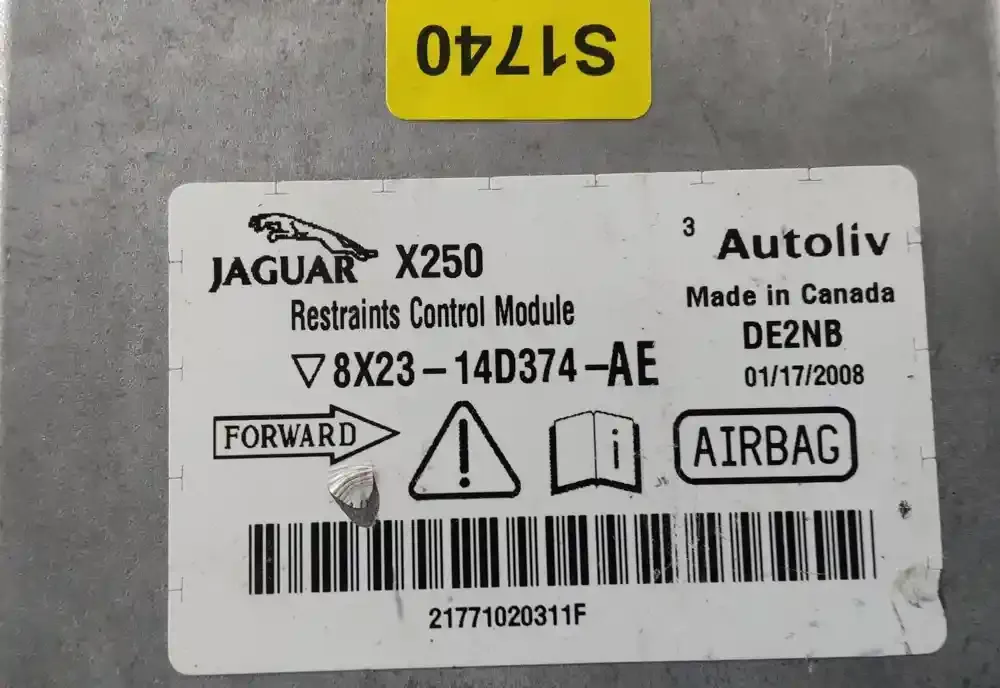 S1740
JAGUAR X250
Restraints Control Module
▽8X23-14D374-AE
3 Autoliv
Made in Canada
DE2NB
01/17/2008
FORWARD
i
AIRBAG
21771020311F